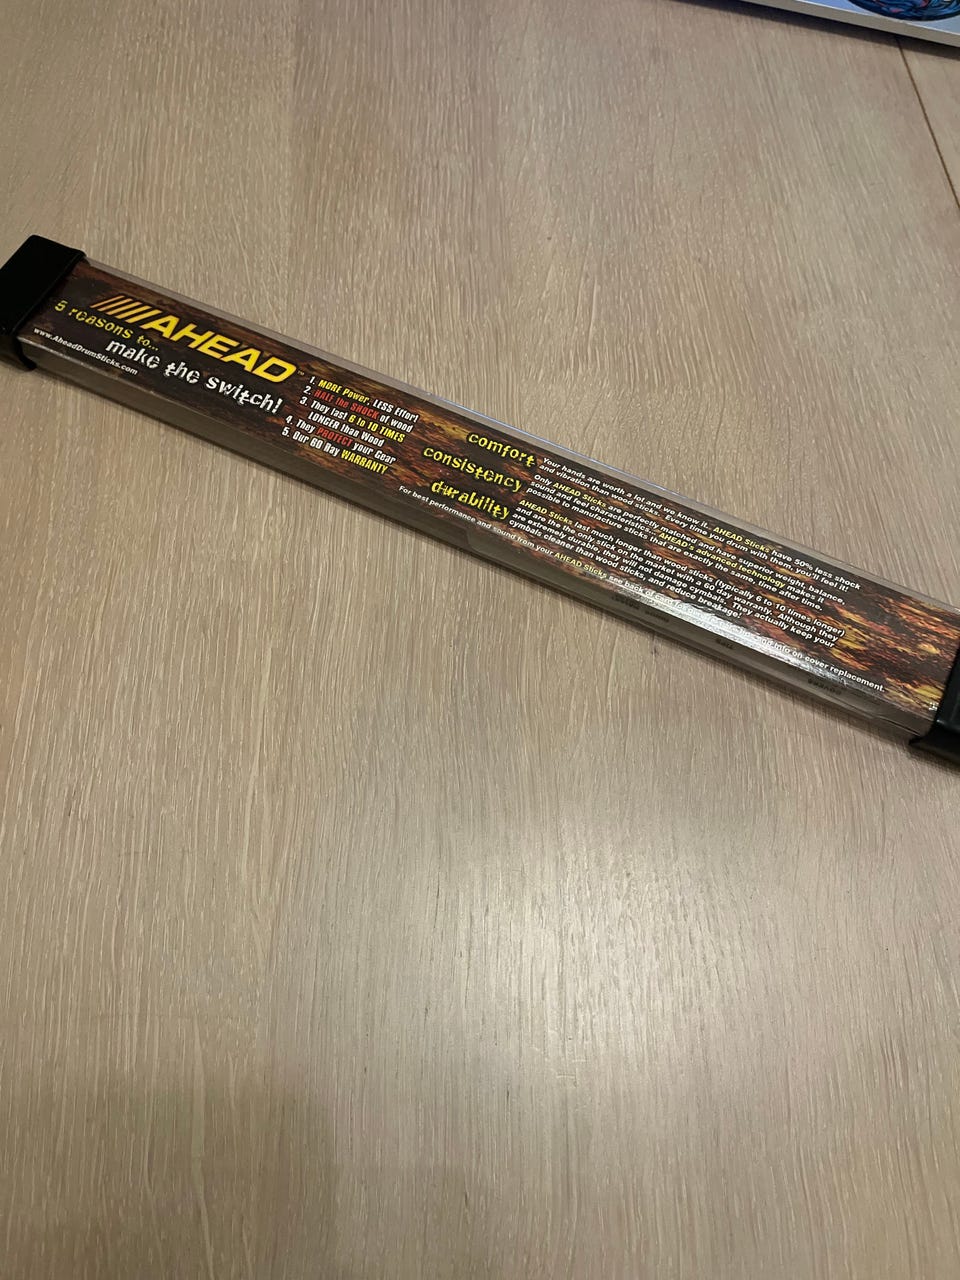 AHEAD™
5 reasons to...
make the switch!
www.AheadDrumSticks.com
1. MORE Power, LESS Effort
2. HALF the SHOCK of wood
3. They last 6 to 10 TIMES
LONGER than Wood
4. They PROTECT your Gear
5. Our 60 Day WARRANTY
comfort
Your hands are worth a lot and we know it. AHEAD Sticks have 50% less shock
and vibration than wood sticks. Every time you drum with them, you'll feel it!
consistency
Only AHEAD Sticks are perfectly matched and have superior weight, balance,
sound and feel characteristics. AHEAD's advanced technology makes it
possible to manufacture sticks that are exactly the same, time after time.
durability
AHEAD Sticks last much longer than wood sticks (typically 6 to 10 times longer)
and are the the only stick on the market with a 60 day warranty. Although they
are extremely durable, they will not damage cymbals. They actually keep your
cymbals cleaner than wood sticks, and reduce breakage!
For best performance and sound from your AHEAD Sticks see back of card for info on cover replacement.